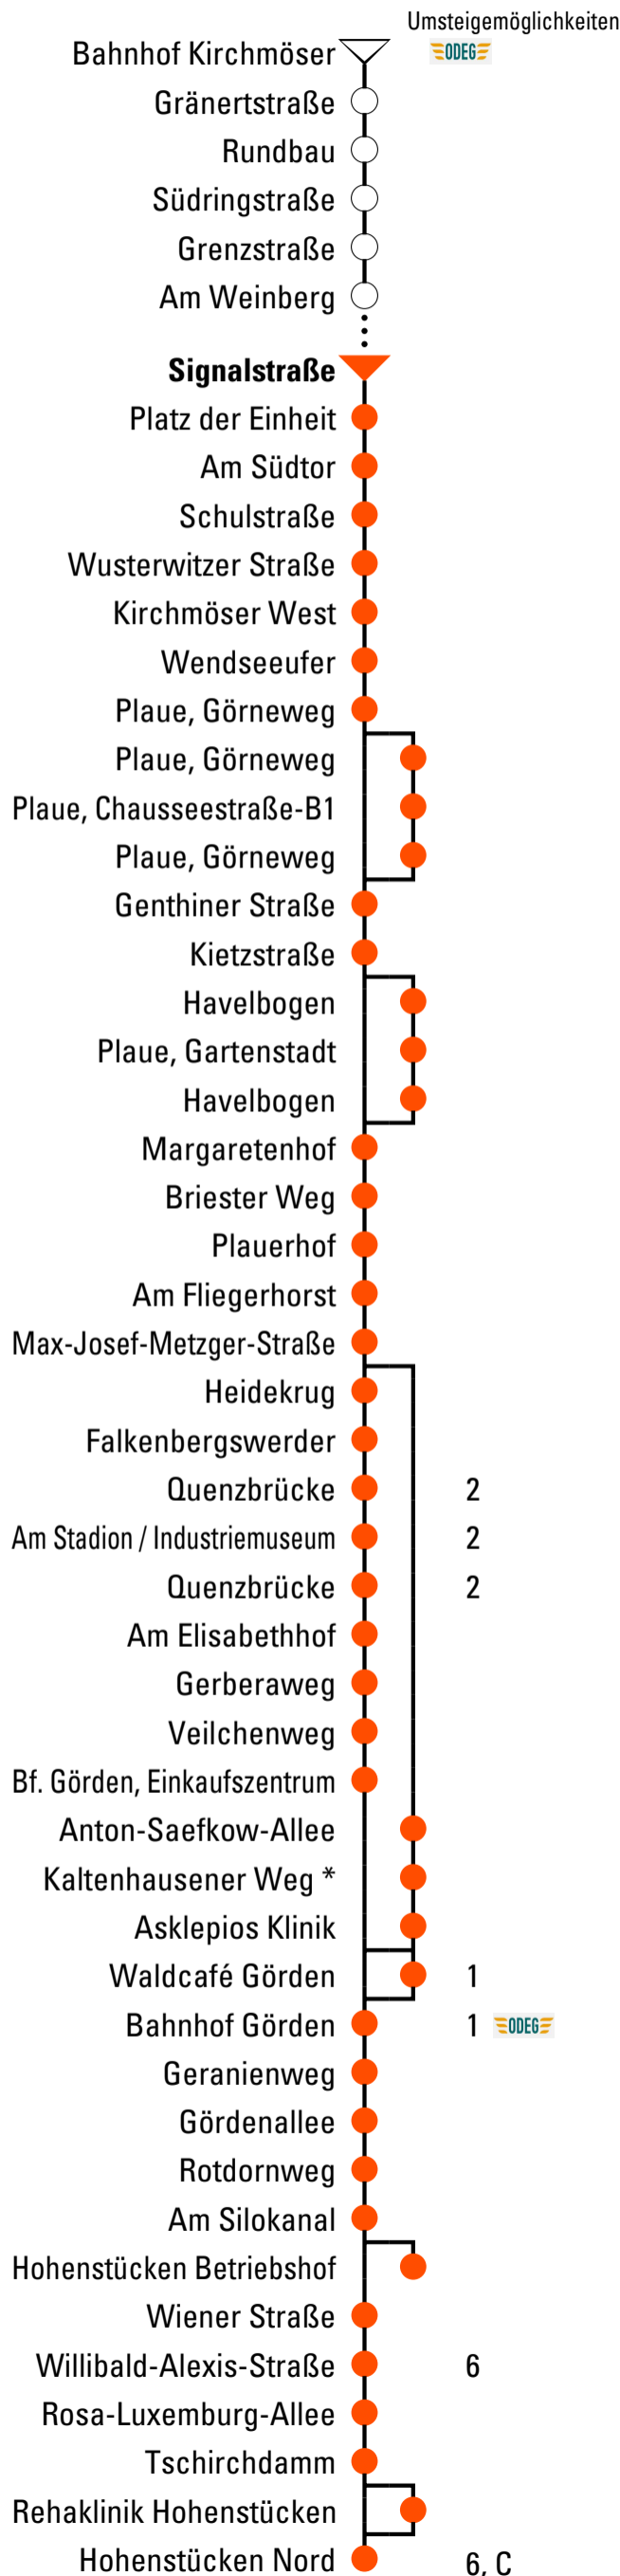 Umsteigemöglichkeiten
Bahnhof Kirchmöser ODEG
Gränertstraße
Rundbau
Südringstraße
Grenzstraße
Am Weinberg
Signalstraße
Platz der Einheit
Am Südtor
Schulstraße
Wusterwitzer Straße
Kirchmöser West
Wendseeufer
Plaue, Görneweg
Plaue, Görneweg
Plaue, Chausseestraße-B1
Plaue, Görneweg
Genthiner Straße
Kietzstraße
Havelbogen
Plaue, Gartenstadt
Havelbogen
Margaretenhof
Briester Weg
Plauerhof
Am Fliegerhorst
Max-Josef-Metzger-Straße
Heidekrug
Falkenbergswerder
Quenzbrücke 2
Am Stadion / Industriemuseum 2
Quenzbrücke 2
Am Elisabethhof
Gerberaweg
Veilchenweg
Bf. Görden, Einkaufszentrum
Anton-Saefkow-Allee
Kaltenhausener Weg *
Asklepios Klinik
Waldcafé Görden 1
Bahnhof Görden 1 ODEG
Geranienweg
Gördenallee
Rotdornweg
Am Silokanal
Hohenstücken Betriebshof
Wiener Straße
Willibald-Alexis-Straße 6
Rosa-Luxemburg-Allee
Tschirchdamm
Rehaklinik Hohenstücken
Hohenstücken Nord 6, C